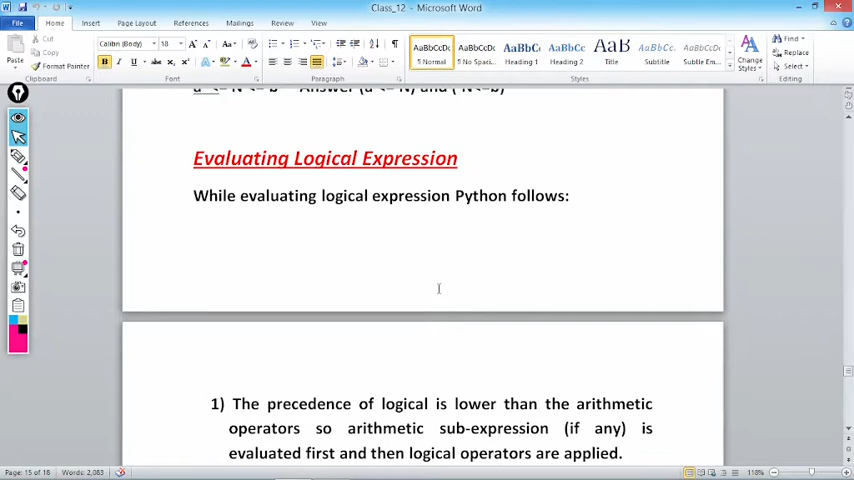 Class_12 - Microsoft Word
File Home Insert Page Layout References Mailings Review View
Cut
Copy
Format Painter
Paste
Clipboard
Calibri (Body) 18
Font
Paragraph
AaBbCcDc AaBbCcDc AaBbCc AaBbCc AaB AaBbCc. AaBbCcDc
¶ Normal ¶ No Spaci... Heading 1 Heading 2 Title Subtitle Subtle Em...
Change Styles
Styles
Find
Replace
Select
Editing
a <= N <= b Answer (a <= N) and ( N<=b)
Evaluating Logical Expression
While evaluating logical expression Python follows:
1) The precedence of logical is lower than the arithmetic
operators so arithmetic sub-expression (if any) is
evaluated first and then logical operators are applied.
Page: 15 of 18 Words: 2,083 118%